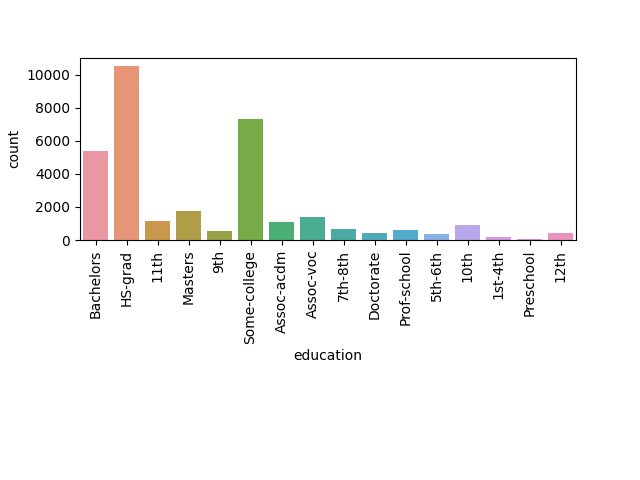 10000
8000
6000
4000
2000
0
count
Bachelors
HS-grad
11th
Masters
9th
Some-college
Assoc-acdm
Assoc-voc
7th-8th
Doctorate
Prof-school
5th-6th
10th
1st-4th
Preschool
12th
education